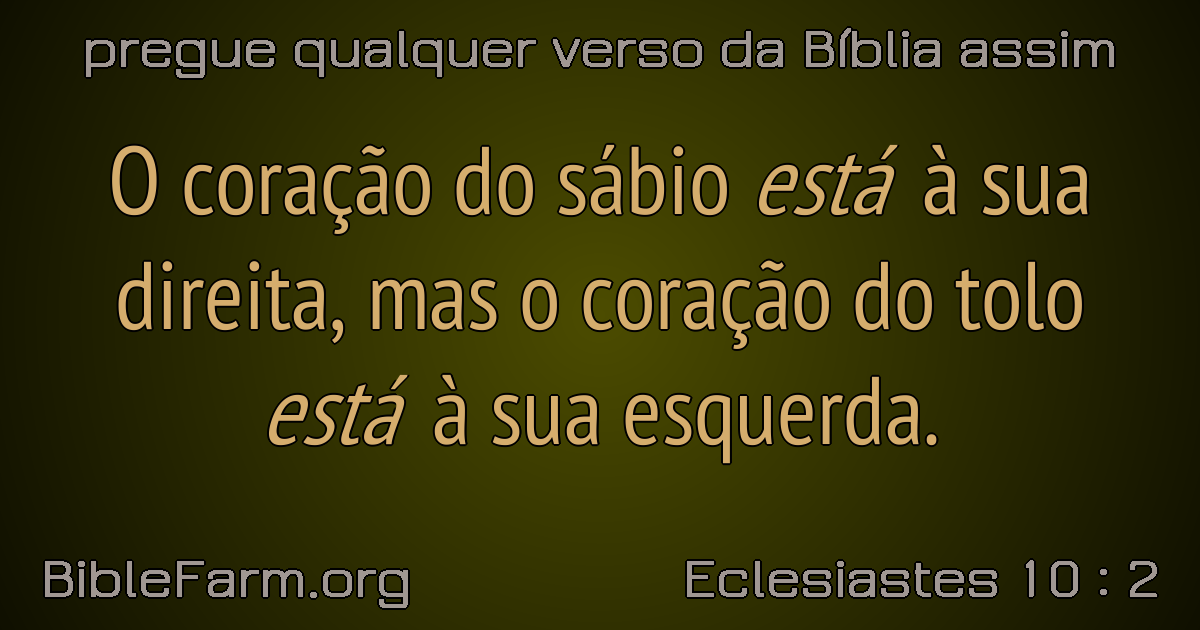 pregue qualquer verso da Bíblia assim
O coração do sábio está à sua
direita, mas o coração do tolo
está à sua esquerda.
BibleFarm.org
Eclesiastes 10 : 2